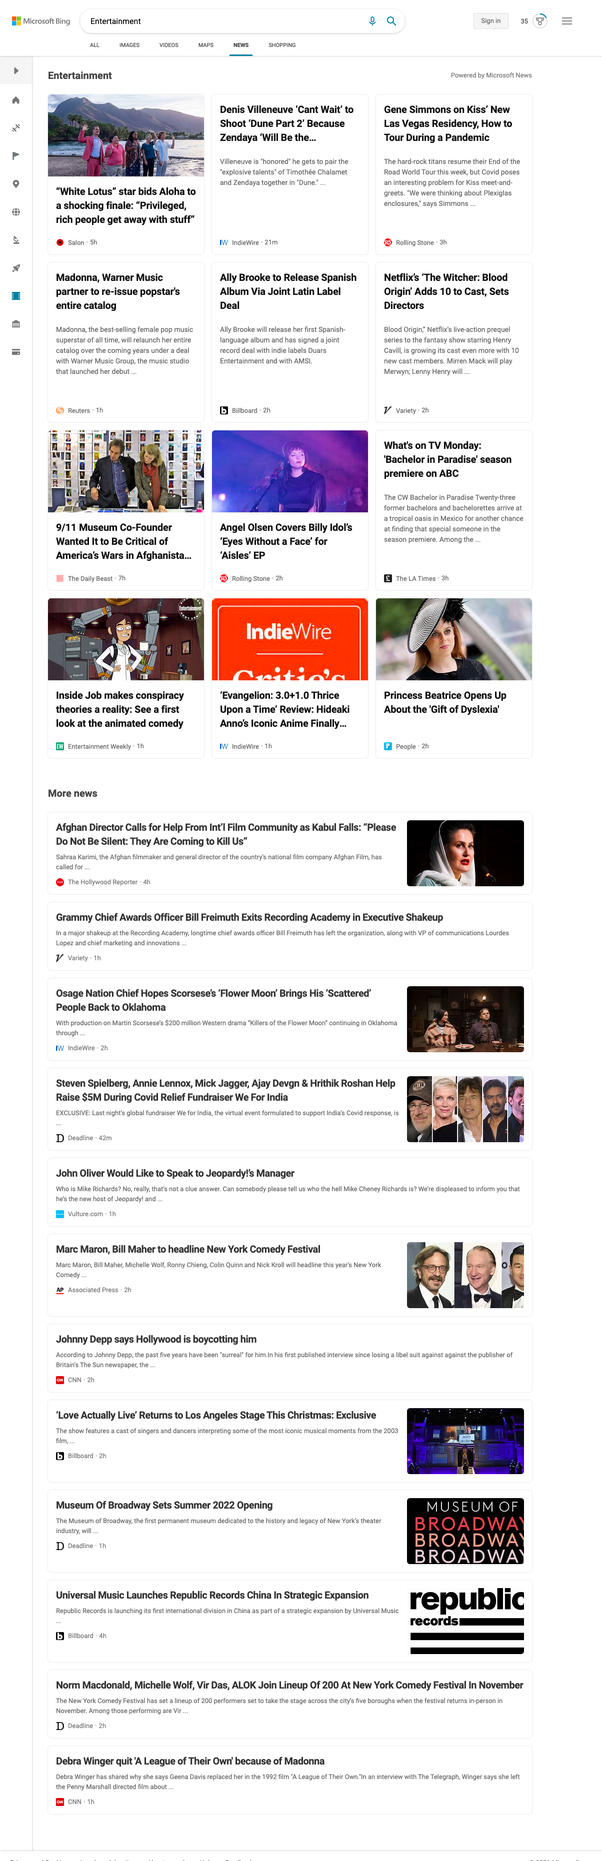 Microsoft Bing
Entertainment
Sign in
35
ALL
IMAGES
VIDEOS
MAPS
NEWS
SHOPPING
Entertainment
Powered by Microsoft News
"White Lotus" star bids Aloha to
a shocking finale: "Privileged,
rich people get away with stuff"
Salon · 5h
Denis Villeneuve ‘Cant Wait’ to
Shoot ‘Dune Part 2’ Because
Zendaya ‘Will Be the...
Villeneuve is "honored" he gets to pair the
"explosive talents" of Timothée Chalamet
and Zendaya together in "Dune." ...
IndieWire · 21m
Gene Simmons on Kiss’ New
Las Vegas Residency, How to
Tour During a Pandemic
The hard-rock titans resume their End of the
Road World Tour this week, but Covid poses
an interesting problem for Kiss meet-and-
greets. "We were thinking about Plexiglas
enclosures," says Simmons ...
Rolling Stone · 3h
Madonna, Warner Music
partner to re-issue popstar's
entire catalog
Madonna, the best-selling female pop music
superstar of all time, will relaunch her entire
catalog over the coming years under a deal
with Warner Music Group, the music studio
that launched her debut ...
Reuters · 1h
Ally Brooke to Release Spanish
Album Via Joint Latin Label
Deal
Ally Brooke will release her first Spanish-
language album and has signed a joint
record deal with indie labels Duars
Entertainment and with AMSI.
Billboard · 2h
Netflix's ‘The Witcher: Blood
Origin’ Adds 10 to Cast, Sets
Directors
Blood Origin," Netflix's live-action prequel
series to the fantasy show starring Henry
Cavill, is growing its cast even more with 10
new cast members. Mirren Mack will play
Merwyn; Lenny Henry will ...
Variety · 2h
9/11 Museum Co-Founder
Wanted It to Be Critical of
America’s Wars in Afghanista...
The Daily Beast · 7h
Angel Olsen Covers Billy Idol’s
‘Eyes Without a Face’ for
‘Aisles’ EP
Rolling Stone · 2h
What's on TV Monday:
'Bachelor in Paradise' season
premiere on ABC
The CW Bachelor in Paradise Twenty-three
former bachelors and bachelorettes arrive at
a tropical oasis in Mexico for another chance
at finding that special someone in the
season premiere. Among the ...
The LA Times · 3h
Entertainment
Inside Job makes conspiracy
theories a reality: See a first
look at the animated comedy
Entertainment Weekly · 1h
IndieWire
Critic's
‘Evangelion: 3.0+1.0 Thrice
Upon a Time’ Review: Hideaki
Anno’s Iconic Anime Finally...
IndieWire · 1h
Princess Beatrice Opens Up
About the 'Gift of Dyslexia'
People · 2h
More news
Afghan Director Calls for Help From Int’l Film Community as Kabul Falls: “Please
Do Not Be Silent: They Are Coming to Kill Us”
Sahraa Karimi, the Afghan filmmaker and general director of the country's national film company Afghan Film, has
called for ...
The Hollywood Reporter · 4h
Grammy Chief Awards Officer Bill Freimuth Exits Recording Academy in Executive Shakeup
In a major shakeup at the Recording Academy, longtime chief awards officer Bill Freimuth has left the organization, along with VP of communications Lourdes
Lopez and chief marketing and innovations ...
Variety · 1h
Osage Nation Chief Hopes Scorsese’s ‘Flower Moon’ Brings His ‘Scattered’
People Back to Oklahoma
With production on Martin Scorsese's $200 million Western drama "Killers of the Flower Moon" continuing in Oklahoma
through ...
IndieWire · 2h
Steven Spielberg, Annie Lennox, Mick Jagger, Ajay Devgn & Hrithik Roshan Help
Raise $5M During Covid Relief Fundraiser We For India
EXCLUSIVE: Last night's global fundraiser We for India, the virtual event formulated to support India's Covid response, is
...
Deadline · 42m
John Oliver Would Like to Speak to Jeopardy!’s Manager
Who is Mike Richards? No, really, that's not a clue answer. Can somebody please tell us who the hell Mike Cheney Richards is? We're displeased to inform you that
he's the new host of Jeopardy! and ...
Vulture.com · 1h
Marc Maron, Bill Maher to headline New York Comedy Festival
Marc Maron, Bill Maher, Michelle Wolf, Ronny Chieng, Colin Quinn and Nick Kroll will headline this year's New York
Comedy ...
AP Associated Press · 2h
Johnny Depp says Hollywood is boycotting him
According to Johnny Depp, the past five years have been "surreal" for him.In his first published interview since losing a libel suit against against the publisher of
Britain's The Sun newspaper, the ...
CNN · 2h
‘Love Actually Live’ Returns to Los Angeles Stage This Christmas: Exclusive
The show features a cast of singers and dancers interpreting some of the most iconic musical moments from the 2003
film, ...
Billboard · 2h
Museum Of Broadway Sets Summer 2022 Opening
The Museum of Broadway, the first permanent museum dedicated to the history and legacy of New York's theater
industry, will ...
Deadline · 1h
MUSEUM OF
BROADWAY
BROADWAY
BROADWAY
Universal Music Launches Republic Records China In Strategic Expansion
Republic Records is launching its first international division in China as part of a strategic expansion by Universal Music
...
Billboard · 4h
republic
records
Norm Macdonald, Michelle Wolf, Vir Das, ALOK Join Lineup Of 200 At New York Comedy Festival In November
The New York Comedy Festival has set a lineup of 200 performers set to take the stage across the city's five boroughs when the festival returns in-person in
November. Among those performing are Vir ...
Deadline · 2h
Debra Winger quit 'A League of Their Own' because of Madonna
Debra Winger has shared why she says Geena Davis replaced her in the 1992 film "A League of Their Own."In an interview with The Telegraph, Winger says she left
the Penny Marshall directed film about ...
CNN · 1h